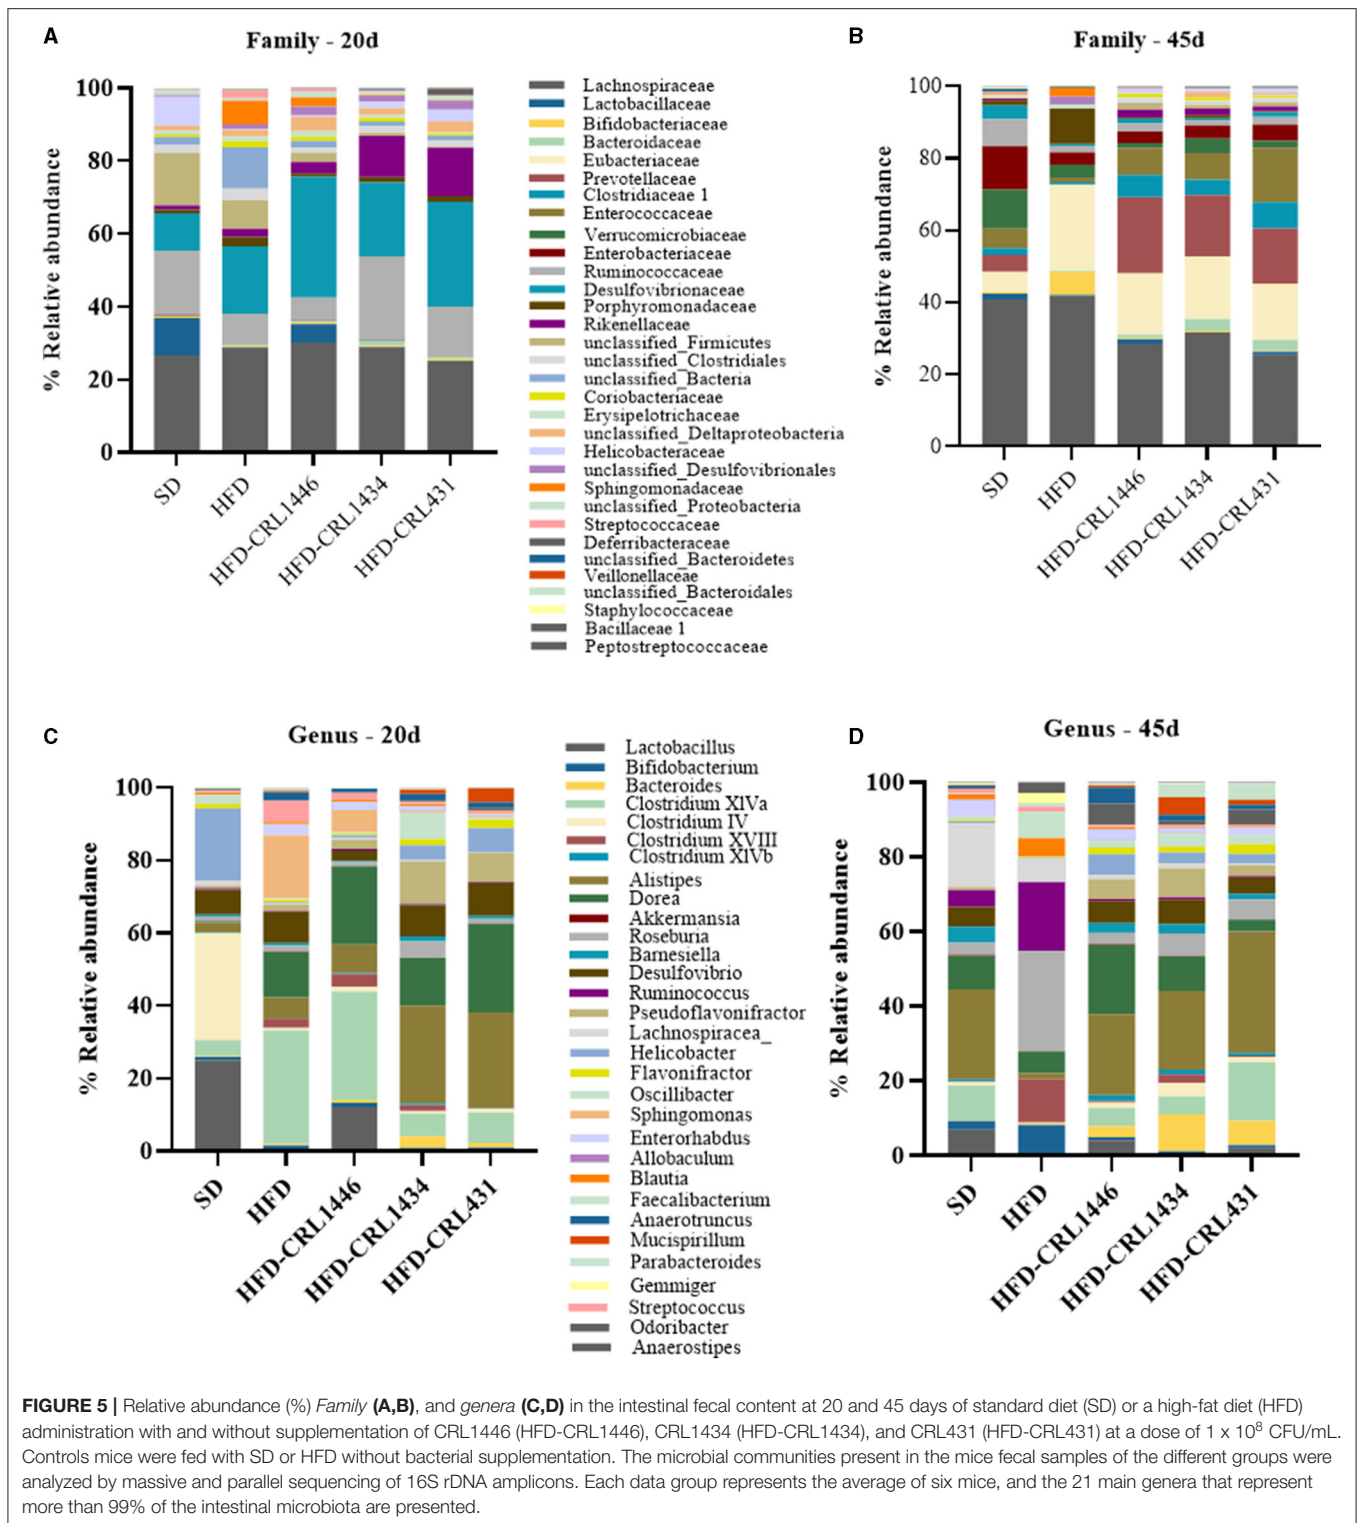 A
Family - 20d
% Relative abundance
100
80
60
40
20
0
SD
HFD
HFD-CRL1446
HFD-CRL1434
HFD-CRL431
Lachnospiraceae
Lactobacillaceae
Bifidobacteriaceae
Bacteroidaceae
Eubacteriaceae
Prevotellaceae
Clostridiaceae 1
Enterococcaceae
Verrucomicrobiaceae
Enterobacteriaceae
Ruminococcaceae
Desulfovibrionaceae
Porphyromonadaceae
Rikenellaceae
unclassified_Firmicutes
unclassified_Clostridiales
unclassified_Bacteria
Coriobacteriaceae
Erysipelotrichaceae
unclassified_Deltaproteobacteria
Helicobacteraceae
unclassified_Desulfovibrionales
Sphingomonadaceae
unclassified_Proteobacteria
Streptococcaceae
Deferribacteraceae
unclassified_Bacteroidetes
Veillonellaceae
unclassified_Bacteroidales
Staphylococcaceae
Bacillaceae 1
Peptostreptococcaceae
B
Family - 45d
% Relative abundance
100
80
60
40
20
0
SD
HFD
HFD-CRL1446
HFD-CRL1434
HFD-CRL431
C
Genus - 20d
% Relative abundance
100
80
60
40
20
0
SD
HFD
HFD-CRL1446
HFD-CRL1434
HFD-CRL431
Lactobacillus
Bifidobacterium
Bacteroides
Clostridium XlVa
Clostridium IV
Clostridium XVIII
Clostridium XlVb
Alistipes
Dorea
Akkermansia
Roseburia
Barnesiella
Desulfovibrio
Ruminococcus
Pseudoflavonifractor
Lachnospiracea_
Helicobacter
Flavonifractor
Oscillibacter
Sphingomonas
Enterorhabdus
Allobaculum
Blautia
Faecalibacterium
Anaerotruncus
Mucispirillum
Parabacteroides
Gemmiger
Streptococcus
Odoribacter
Anaerostipes
D
Genus - 45d
% Relative abundance
100
80
60
40
20
0
SD
HFD
HFD-CRL1446
HFD-CRL1434
HFD-CRL431
FIGURE 5 | Relative abundance (%) Family (A,B), and genera (C,D) in the intestinal fecal content at 20 and 45 days of standard diet (SD) or a high-fat diet (HFD)
administration with and without supplementation of CRL1446 (HFD-CRL1446), CRL1434 (HFD-CRL1434), and CRL431 (HFD-CRL431) at a dose of 1 x 10⁸ CFU/mL.
Controls mice were fed with SD or HFD without bacterial supplementation. The microbial communities present in the mice fecal samples of the different groups were
analyzed by massive and parallel sequencing of 16S rDNA amplicons. Each data group represents the average of six mice, and the 21 main genera that represent
more than 99% of the intestinal microbiota are presented.